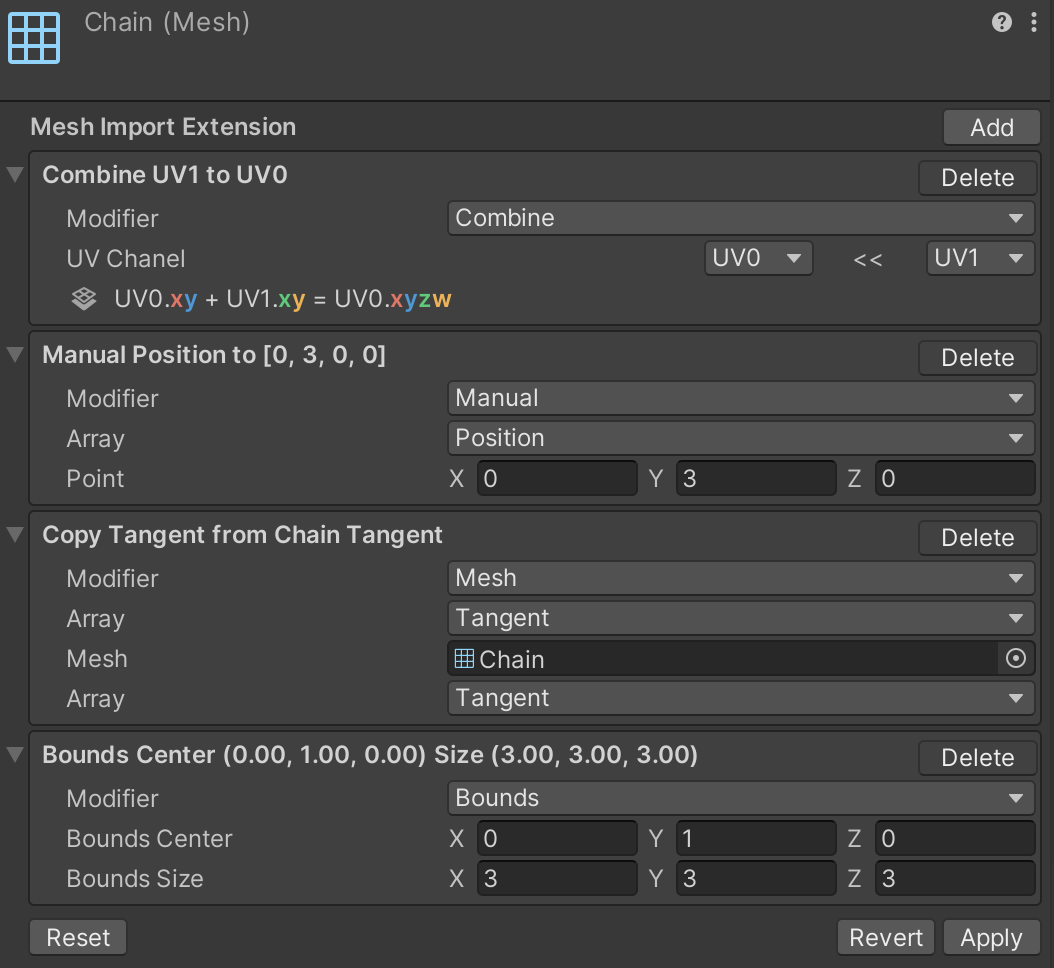 Chain (Mesh)
Mesh Import Extension Add
Combine UV1 to UV0 Delete
Modifier Combine
UV Chanel UV0 << UV1
UV0.xy + UV1.xy = UV0.xyzw
Manual Position to [0, 3, 0, 0] Delete
Modifier Manual
Array Position
Point X 0 Y 3 Z 0
Copy Tangent from Chain Tangent Delete
Modifier Mesh
Array Tangent
Mesh Chain
Array Tangent
Bounds Center (0.00, 1.00, 0.00) Size (3.00, 3.00, 3.00) Delete
Modifier Bounds
Bounds Center X 0 Y 1 Z 0
Bounds Size X 3 Y 3 Z 3
Reset Revert Apply